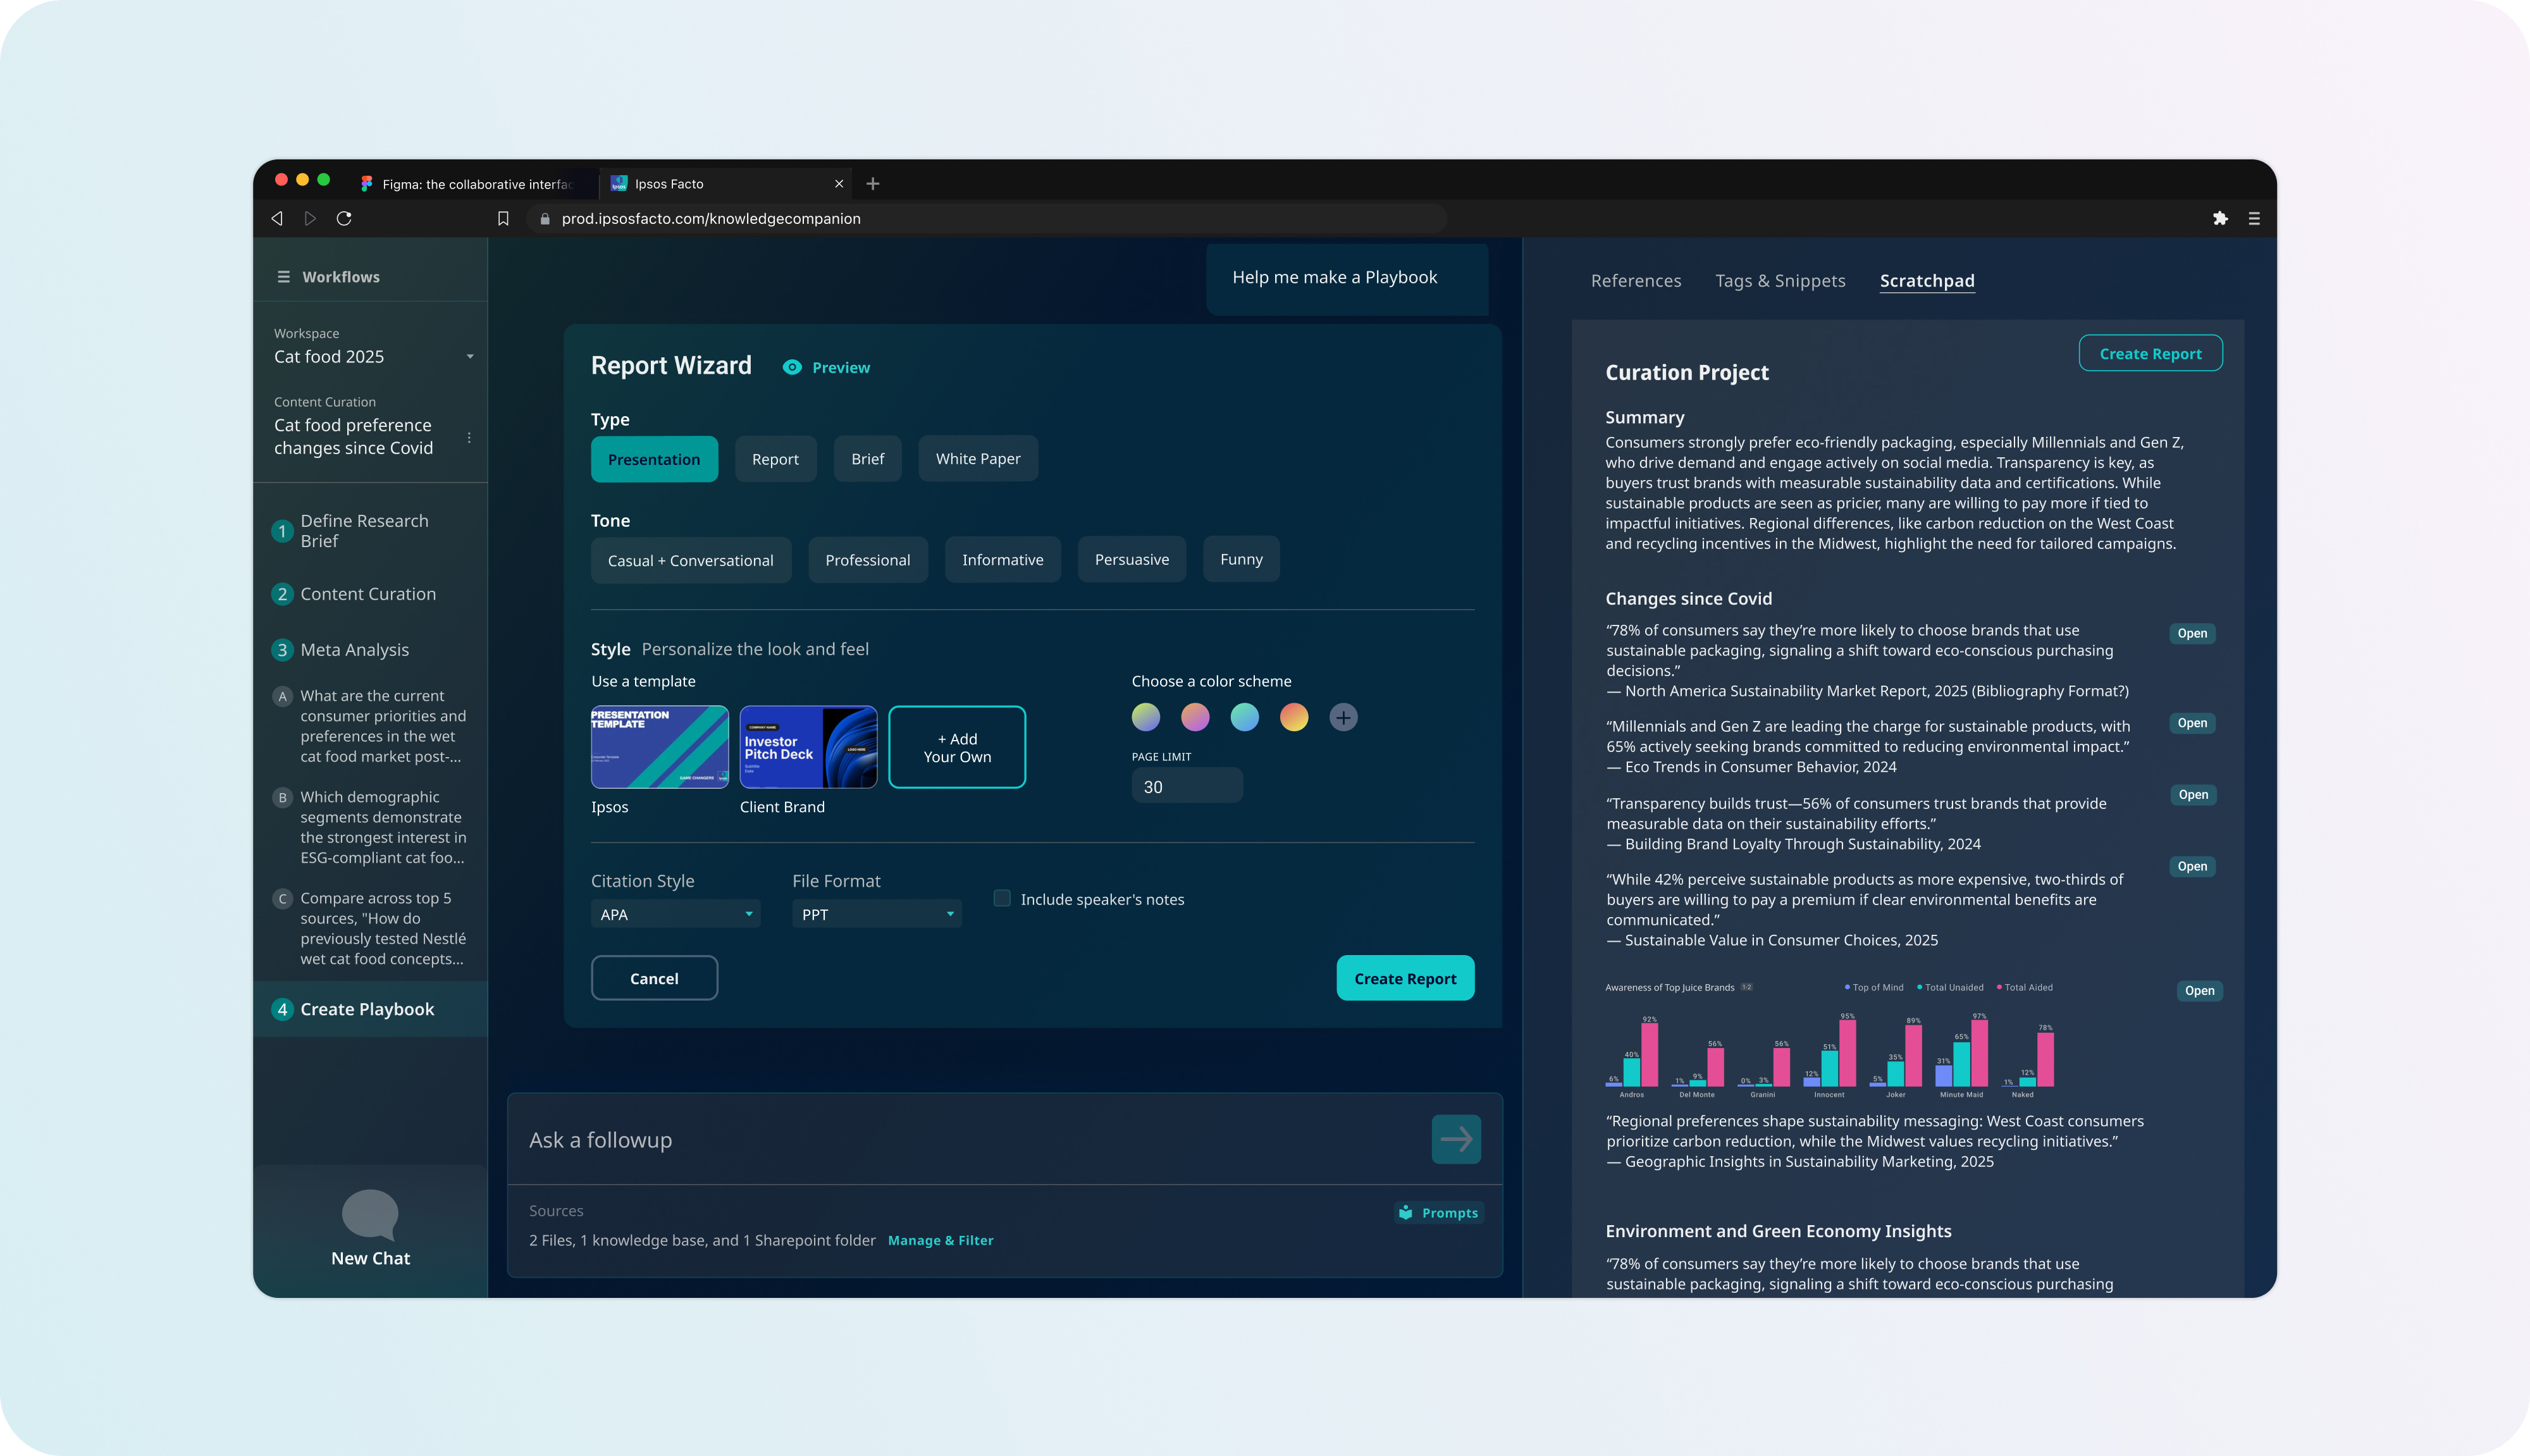 Figma: the collaborative interfac
Ipsos Facto
prod.ipsosfacto.com/knowledgecompanion
Workflows
Workspace
Cat food 2025
Content Curation
Cat food preference
changes since Covid
1 Define Research
Brief
2 Content Curation
3 Meta Analysis
A What are the current
consumer priorities and
preferences in the wet
cat food market post-...
B Which demographic
segments demonstrate
the strongest interest in
ESG-compliant cat foo...
C Compare across top 5
sources, "How do
previously tested Nestlé
wet cat food concepts...
4 Create Playbook
New Chat
Help me make a Playbook
Report Wizard Preview
Type
Presentation Report Brief White Paper
Tone
Casual + Conversational Professional Informative Persuasive Funny
Style Personalize the look and feel
Use a template
PRESENTATION
TEMPLATE
GAME CHANGERS
Ipsos
COMPANY NAME
Investor
Pitch Deck
LOGO HERE
Client Brand
+ Add
Your Own
Choose a color scheme
PAGE LIMIT
30
Citation Style
APA
File Format
PPT
Include speaker's notes
Cancel
Create Report
Ask a followup
Sources
Prompts
2 Files, 1 knowledge base, and 1 Sharepoint folder Manage & Filter
References Tags & Snippets Scratchpad
Create Report
Curation Project
Summary
Consumers strongly prefer eco-friendly packaging, especially Millennials and Gen Z,
who drive demand and engage actively on social media. Transparency is key, as
buyers trust brands with measurable sustainability data and certifications. While
sustainable products are seen as pricier, many are willing to pay more if tied to
impactful initiatives. Regional differences, like carbon reduction on the West Coast
and recycling incentives in the Midwest, highlight the need for tailored campaigns.
Changes since Covid
“78% of consumers say they’re more likely to choose brands that use
sustainable packaging, signaling a shift toward eco-conscious purchasing
decisions.”
— North America Sustainability Market Report, 2025 (Bibliography Format?)
Open
“Millennials and Gen Z are leading the charge for sustainable products, with
65% actively seeking brands committed to reducing environmental impact.”
— Eco Trends in Consumer Behavior, 2024
Open
“Transparency builds trust—56% of consumers trust brands that provide
measurable data on their sustainability efforts.”
— Building Brand Loyalty Through Sustainability, 2024
Open
“While 42% perceive sustainable products as more expensive, two-thirds of
buyers are willing to pay a premium if clear environmental benefits are
communicated.”
— Sustainable Value in Consumer Choices, 2025
Open
Awareness of Top Juice Brands 1-2
Top of Mind Total Unaided Total Aided
Open
6% 40% 92%
1% 9% 56%
0% 3% 56%
12% 51% 95%
5% 35% 89%
31% 65% 97%
1% 12% 78%
Andros Del Monte Granini Innocent Joker Minute Maid Naked
“Regional preferences shape sustainability messaging: West Coast consumers
prioritize carbon reduction, while the Midwest values recycling initiatives.”
— Geographic Insights in Sustainability Marketing, 2025
Environment and Green Economy Insights
“78% of consumers say they’re more likely to choose brands that use
sustainable packaging, signaling a shift toward eco-conscious purchasing